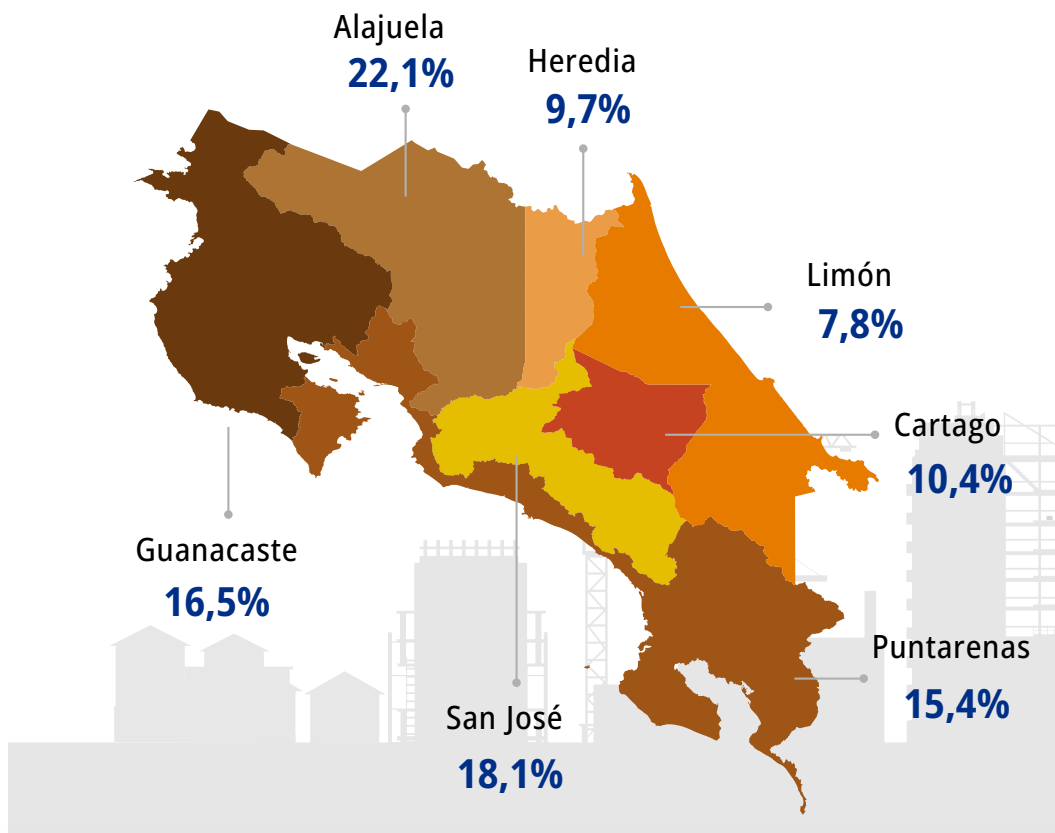 Alajuela
22,1%
Heredia
9,7%
Limón
7,8%
Cartago
10,4%
Guanacaste
16,5%
Puntarenas
15,4%
San José
18,1%